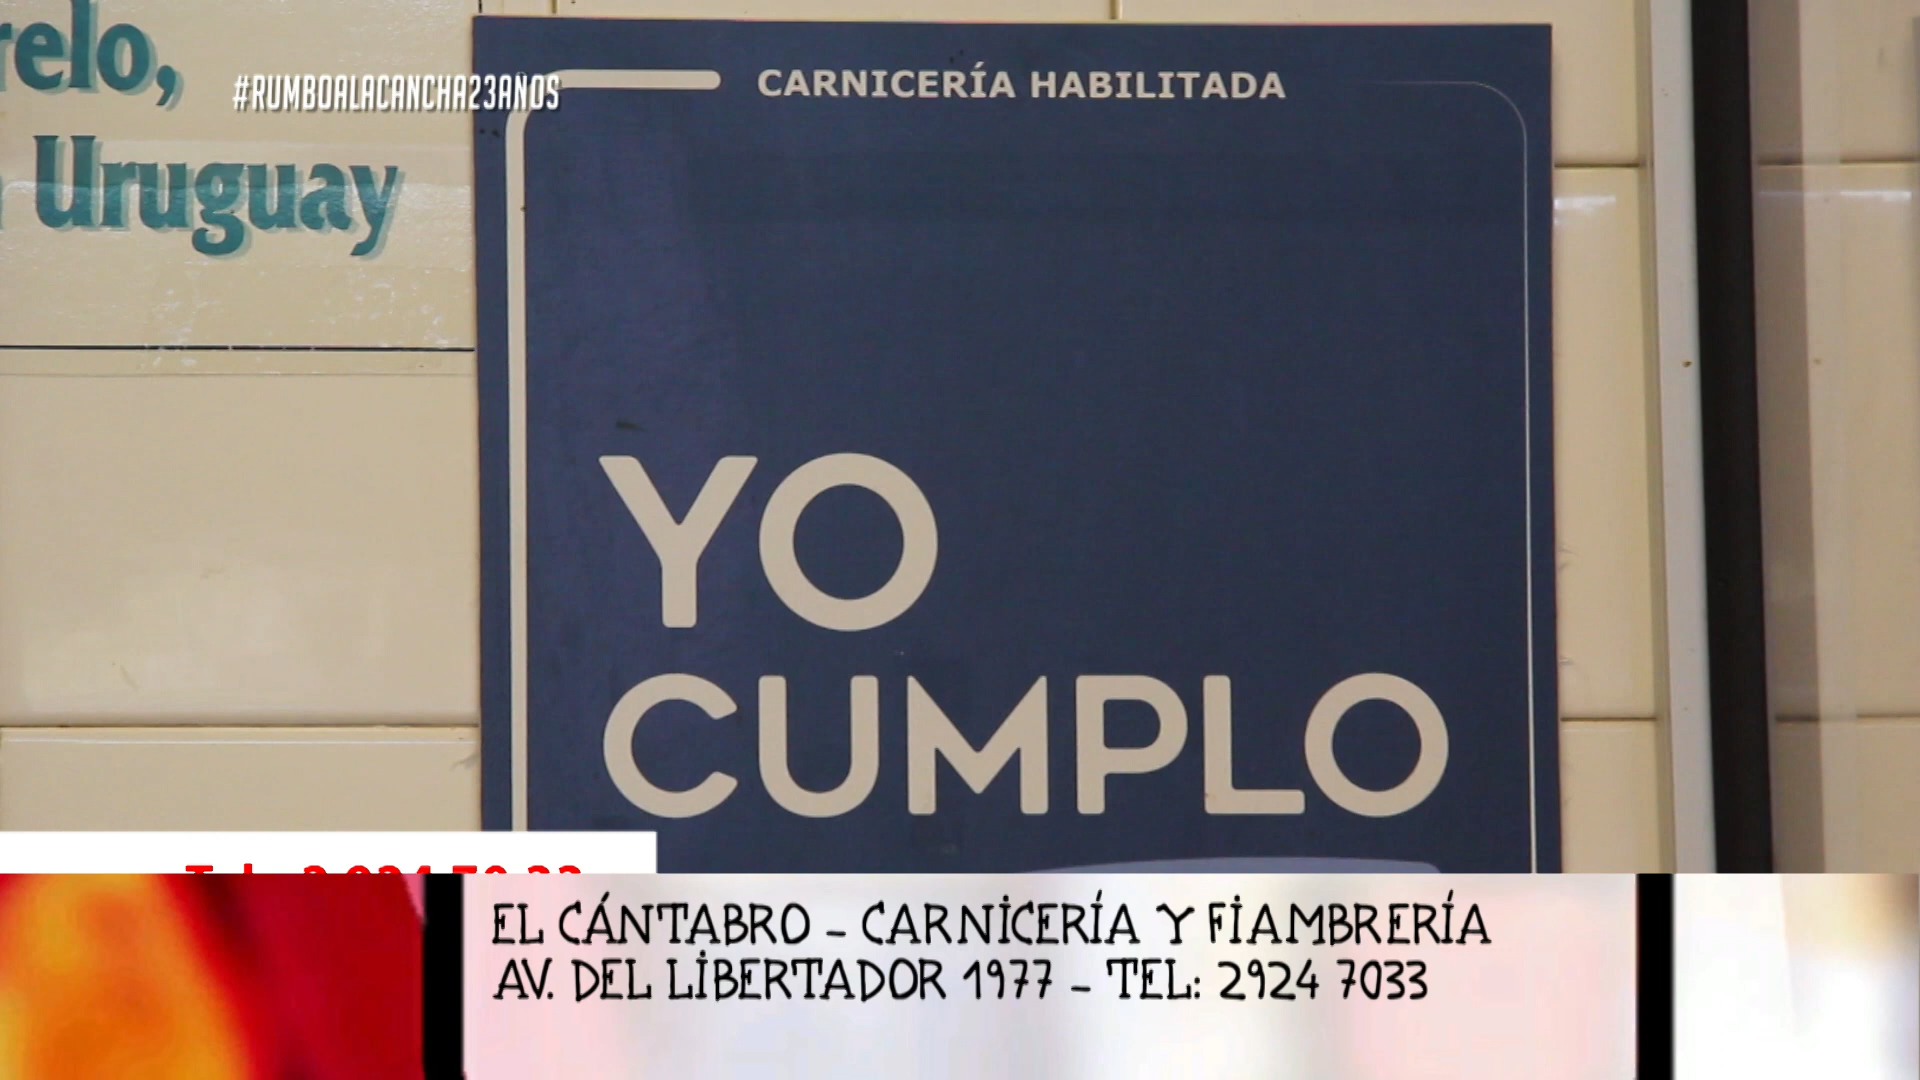 relo,
Uruguay
#RUMBOALACANCHA23AÑOS
CARNICERÍA HABILITADA
YO
CUMPLO
EL CÁNTABRO - CARNICERÍA Y FIAMBRERÍA
AV. DEL LIBERTADOR 1977 - TEL: 2924 7033